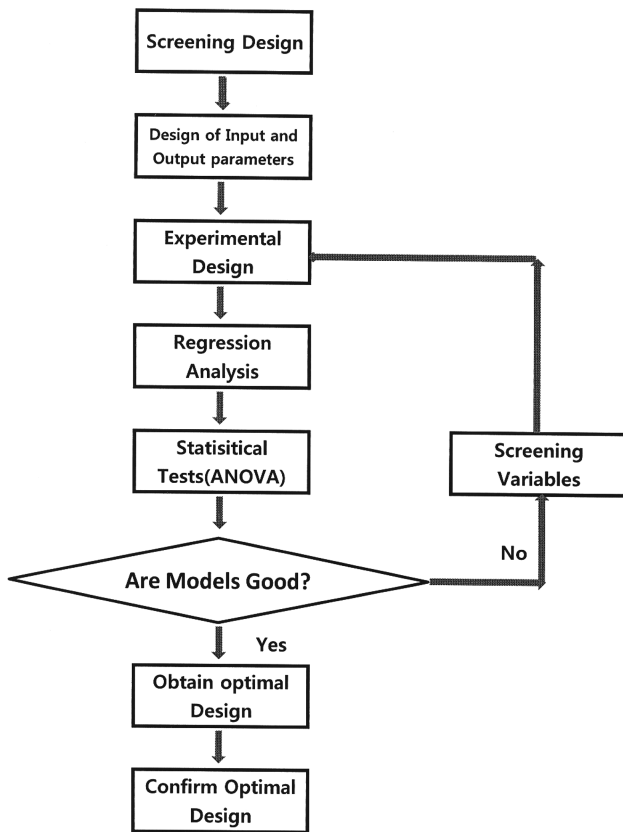 Screening Design
Design of Input and
Output parameters
Experimental
Design
Regression
Analysis
Statisitical
Tests(ANOVA)
Screening
Variables
Are Models Good?
No
Yes
Obtain optimal
Design
Confirm Optimal
Design